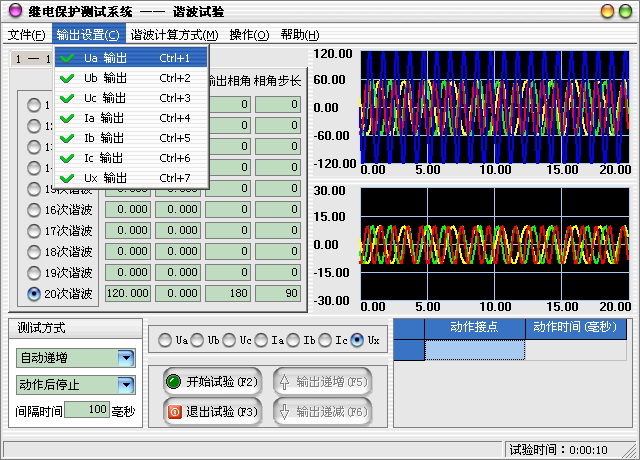 继电保护测试系统 —— 谐波试验
文件(F) 输出设置(C) 谐波计算方式(M) 操作(O) 帮助(H)
Ua 输出 Ctrl+1
Ub 输出 Ctrl+2
Uc 输出 Ctrl+3
Ia 输出 Ctrl+4
Ib 输出 Ctrl+5
Ic 输出 Ctrl+6
Ux 输出 Ctrl+7
1 — 1
输出相角 相角步长
1 0 0
12 0 0
13 0 0
14 0 0
15次谐波 0.000 0.000 0 0
16次谐波 0.000 0.000 0 0
17次谐波 0.000 0.000 0 0
18次谐波 0.000 0.000 0 0
19次谐波 0.000 0.000 0 0
20次谐波 120.000 0.000 180 90
120.00
60.00
0.00
-60.00
-120.00
0.00 5.00 10.00 15.00 20.00
30.00
15.00
0.00
-15.00
-30.00
0.00 5.00 10.00 15.00 20.00
测试方式
自动递增
动作后停止
间隔时间 100 毫秒
Ua Ub Uc Ia Ib Ic Ux
开始试验(F2) 输出递增(F5)
退出试验(F3) 输出递减(F6)
动作接点 动作时间(毫秒)
试验时间：0:00:10